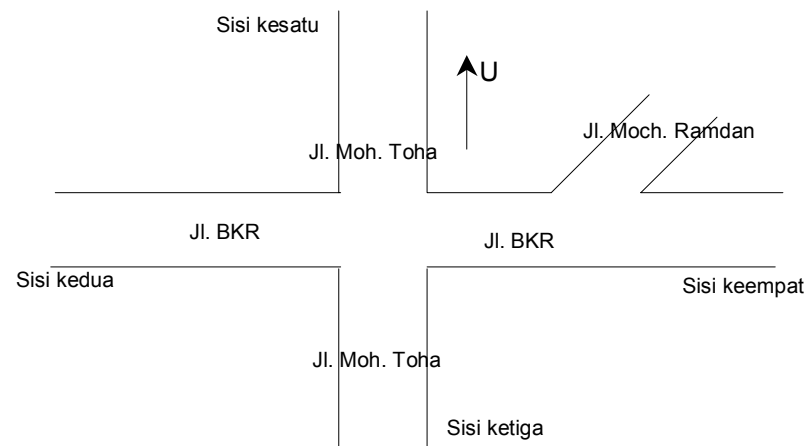 Sisi kesatu
U
Jl. Moch. Ramdan
Jl. Moh. Toha
Jl. BKR
Jl. BKR
Sisi kedua
Sisi keempat
Jl. Moh. Toha
Sisi ketiga